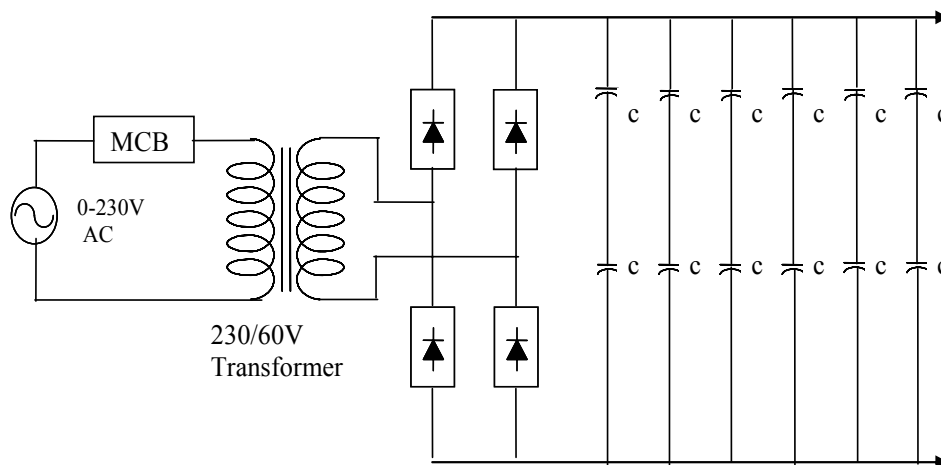 MCB
0-230V
AC
230/60V
Transformer
c c c c c c
c c c c c c